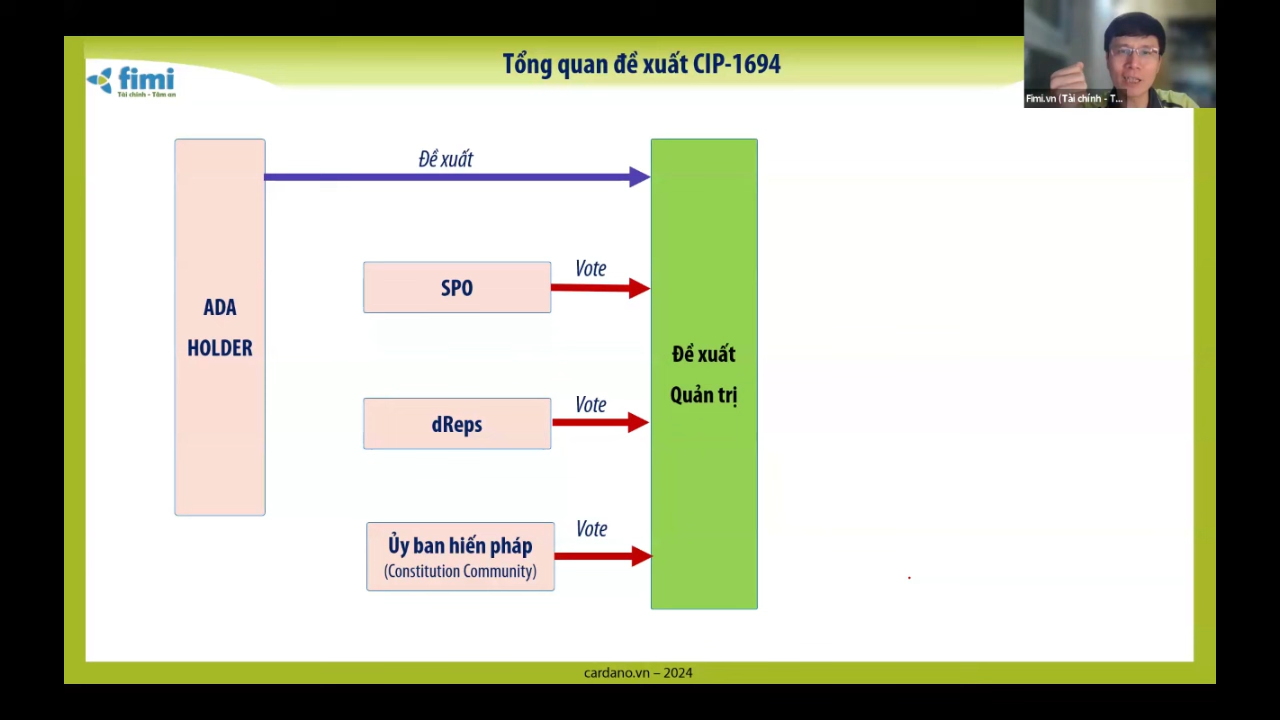 Tổng quan đề xuất CIP-1694
fimi
Tài chính - Tâm an
Fimi.vn (Tài chính - T...
Đề xuất
ADA
HOLDER
SPO
Vote
dReps
Vote
Ủy ban hiến pháp
(Constitution Community)
Vote
Đề xuất
Quản trị
cardano.vn – 2024